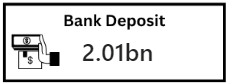 Bank Deposit
$
$
2.01bn